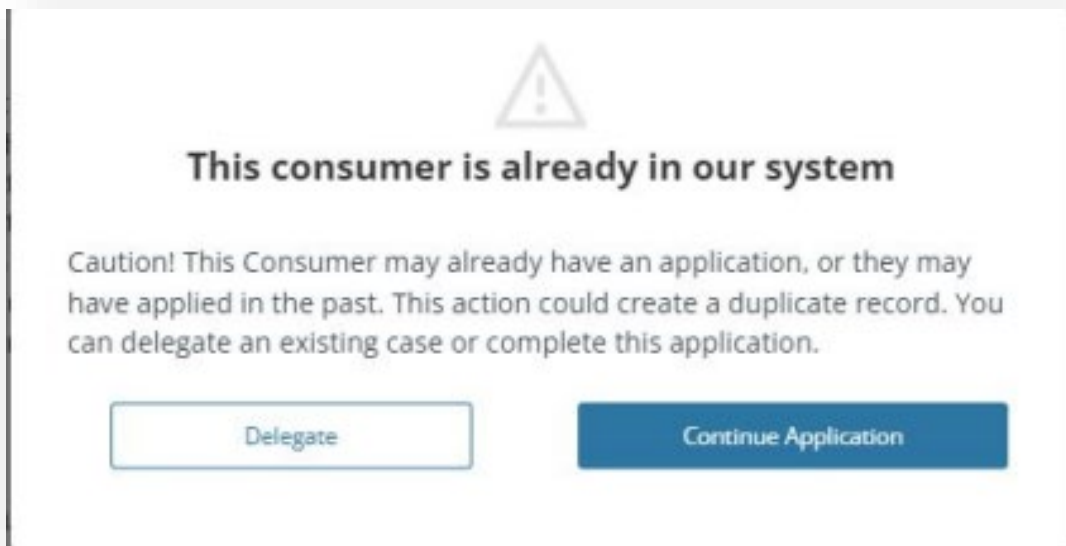 This consumer is already in our system
Caution! This Consumer may already have an application, or they may
have applied in the past. This action could create a duplicate record. You
can delegate an existing case or complete this application.
Delegate
Continue Application